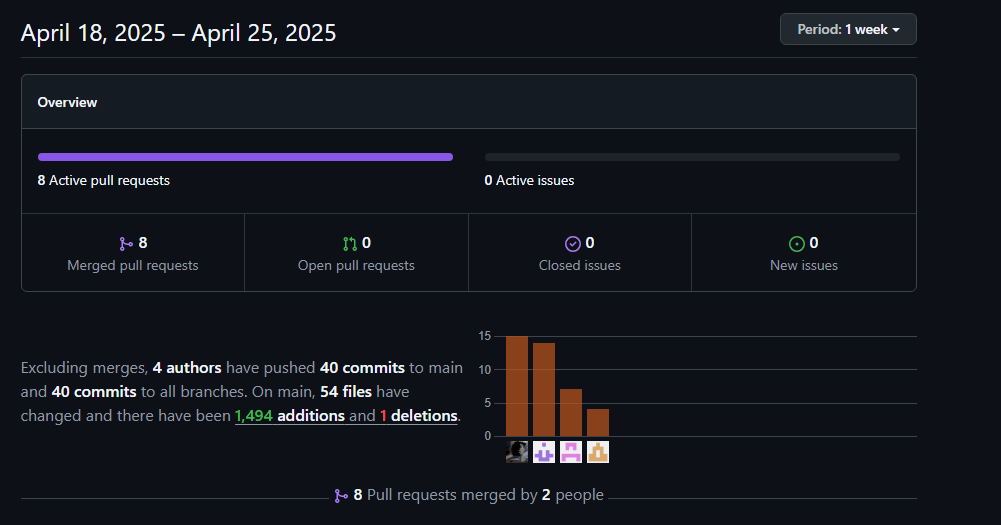 April 18, 2025 – April 25, 2025
Period: 1 week
Overview
8 Active pull requests
0 Active issues
8
Merged pull requests
0
Open pull requests
0
Closed issues
0
New issues
Excluding merges, 4 authors have pushed 40 commits to main
and 40 commits to all branches. On main, 54 files have
changed and there have been 1,494 additions and 1 deletions.
15
10
5
0
8 Pull requests merged by 2 people